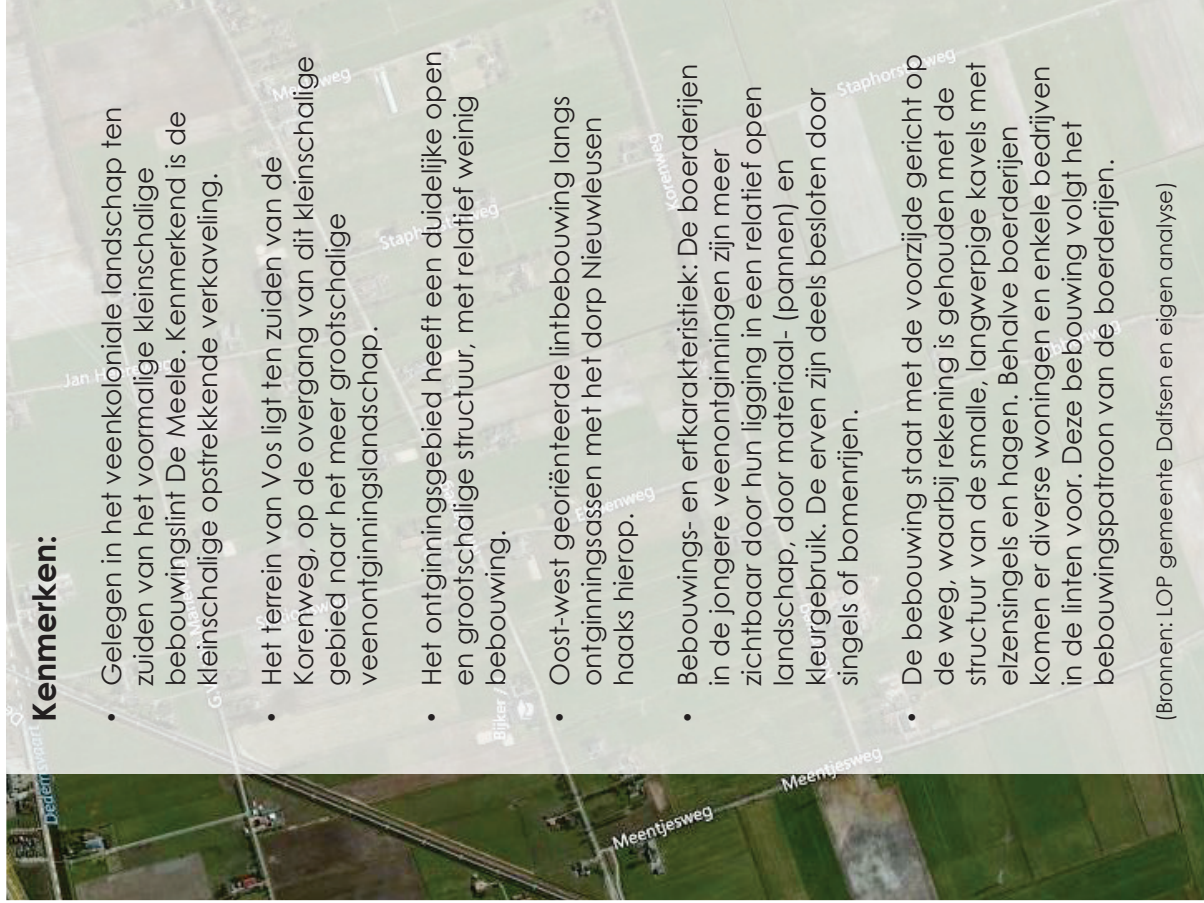 Kenmerken:
• Gelegen in het veenkoloniale landschap ten
zuiden van het voormalige kleinschalige
bebouwingslint De Meele. Kenmerkend is de
kleinschalige opstrekkende verkaveling.
• Het terrein van Vos ligt ten zuiden van de
Korenweg, op de overgang van dit kleinschalige
gebied naar het meer grootschalige
veenontginningslandschap.
• Het ontginningsgebied heeft een duidelijke open
en grootschalige structuur, met relatief weinig
bebouwing.
• Oost-west georiënteerde lintbebouwing langs
ontginningsassen met het dorp Nieuwleusen
haaks hierop.
• Bebouwings- en erfkarakteristiek: De boerderijen
in de jongere veenontginningen zijn meer
zichtbaar door hun ligging in een relatief open
landschap, door materiaal- (pannen) en
kleurgebruik. De erven zijn deels besloten door
singels of bomenrijen.
• De bebouwing staat met de voorzijde gericht op
de weg, waarbij rekening is gehouden met de
structuur van de smalle, langwerpige kavels met
elzensingels en hagen. Behalve boerderijen
komen er diverse woningen en enkele bedrijven
in de linten voor. Deze bebouwing volgt het
bebouwingspatroon van de boerderijen.
(Bronnen: LOP gemeente Dalfsen en eigen analyse)
Dedemsvaart
Korenweg
Bijker /
Meentjesweg
Meentjesweg